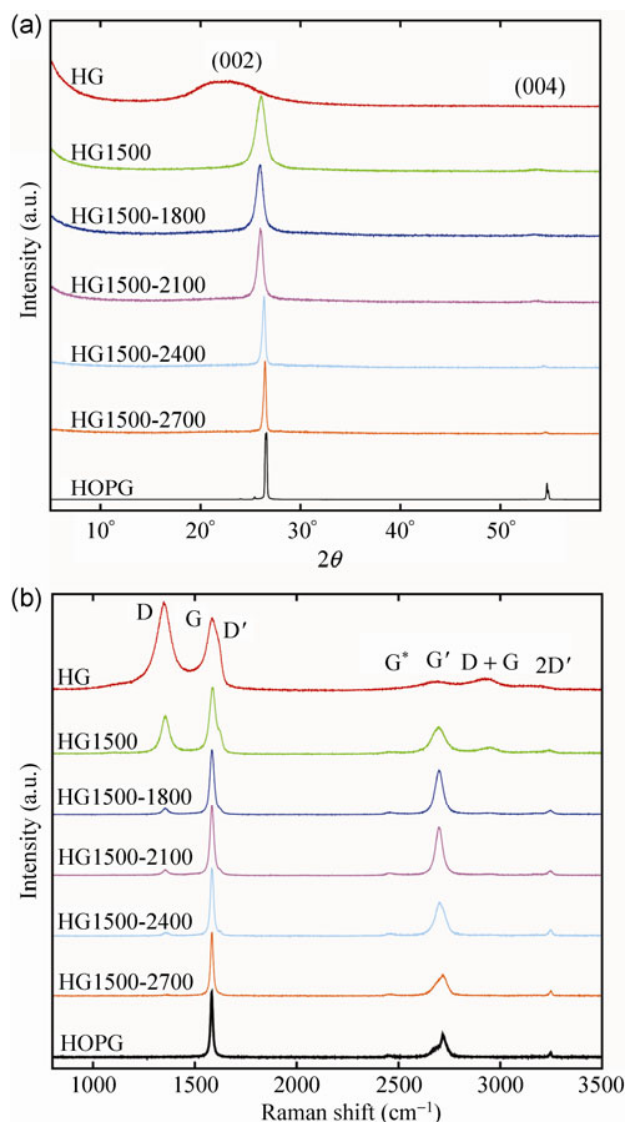 (a)
HG
(002)
(004)
HG1500
HG1500-1800
HG1500-2100
HG1500-2400
HG1500-2700
HOPG
Intensity (a.u.)
10° 20° 30° 40° 50°
2θ
(b)
D G D′
G* G′ D + G 2D′
HG
HG1500
HG1500-1800
HG1500-2100
HG1500-2400
HG1500-2700
HOPG
Intensity (a.u.)
1000 1500 2000 2500 3000 3500
Raman shift (cm⁻¹)